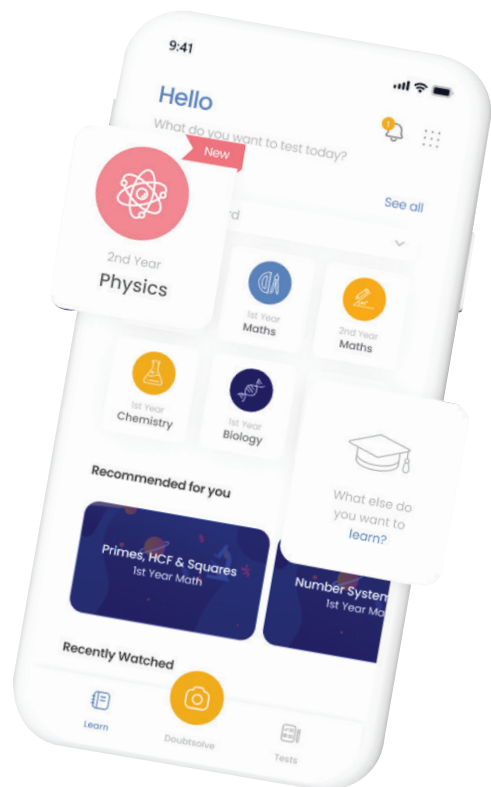 9:41
Hello
1
What do you want to test today?
New
See all
rd
2nd Year
Physics
1st Year
Maths
2nd Year
Maths
1st Year
Chemistry
1st Year
Biology
What else do
you want to
learn?
Recommended for you
Primes, HCF & Squares
1st Year Math
Number System
1st Year Ma
Recently Watched
Learn
Doubtsolve
Tests